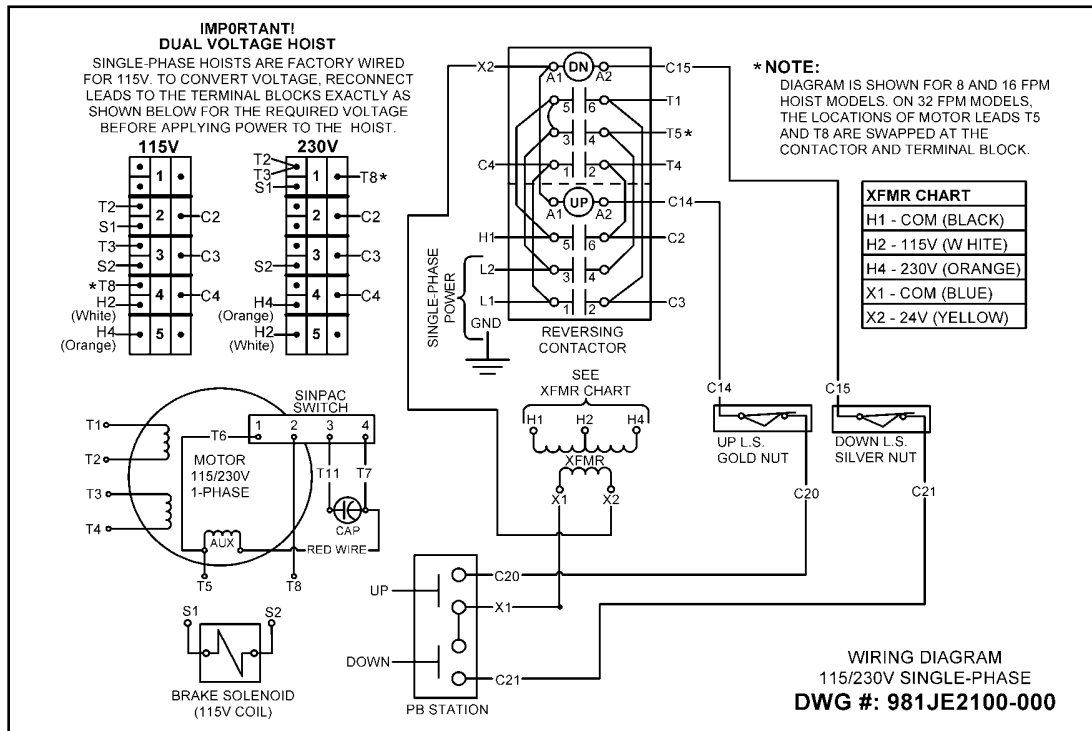 IMP0RTANT!
DUAL VOLTAGE HOIST
SINGLE-PHASE HOISTS ARE FACTORY WIRED
FOR 115V. TO CONVERT VOLTAGE, RECONNECT
LEADS TO THE TERMINAL BLOCKS EXACTLY AS
SHOWN BELOW FOR THE REQUIRED VOLTAGE
BEFORE APPLYING POWER TO THE HOIST.
115V
1
T2
2
C2
S1
T3
3
C3
S2
*T8
4
C4
H2
(White)
H4
5
(Orange)
230V
T2
T3
1
T8*
S1
2
C2
3
C3
S2
4
C4
H4
(Orange)
H2
5
(White)
X2
A1
DN
A2
C15
5
6
T1
3
4
T5*
C4
1
2
T4
A1
UP
A2
C14
H1
5
6
C2
L2
3
4
L1
1
2
C3
SINGLE-PHASE
POWER
GND
REVERSING
CONTACTOR
*NOTE:
DIAGRAM IS SHOWN FOR 8 AND 16 FPM
HOIST MODELS. ON 32 FPM MODELS,
THE LOCATIONS OF MOTOR LEADS T5
AND T8 ARE SWAPPED AT THE
CONTACTOR AND TERMINAL BLOCK.
XFMR CHART
H1 - COM (BLACK)
H2 - 115V (W HITE)
H4 - 230V (ORANGE)
X1 - COM (BLUE)
X2 - 24V (YELLOW)
SEE
XFMR CHART
H1
H2
H4
XFMR
X1
X2
C14
C15
UP L.S.
GOLD NUT
DOWN L.S.
SILVER NUT
C20
C21
SINPAC
SWITCH
1
2
3
4
T1
T2
T3
T4
T6
MOTOR
115/230V
1-PHASE
T11
T7
CAP
AUX
RED WIRE
T5
T8
S1
S2
BRAKE SOLENOID
(115V COIL)
UP
C20
X1
DOWN
C21
PB STATION
WIRING DIAGRAM
115/230V SINGLE-PHASE
DWG #: 981JE2100-000